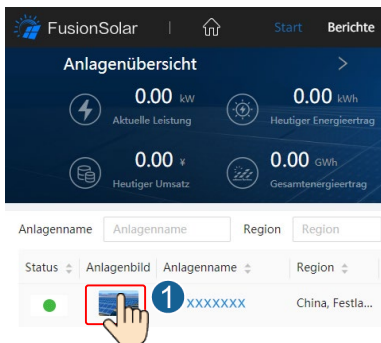 FusionSolar Start Berichte
Anlagenübersicht >
0.00 kW 0.00 kWh
Aktuelle Leistung Heutiger Energieertrag
0.00 ¥ 0.00 GWh
Heutiger Umsatz Gesamtenergieertrag
Anlagenname Anlagenname Region Region
Status Anlagenbild Anlagenname Region
1 XXXXXXX China, Festla...